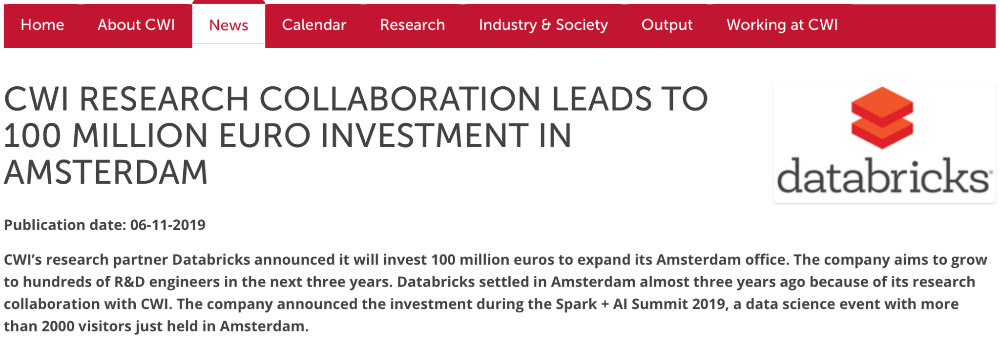 Home About CWI News Calendar Research Industry & Society Output Working at CWI
CWI RESEARCH COLLABORATION LEADS TO
100 MILLION EURO INVESTMENT IN
AMSTERDAM
databricks
Publication date: 06-11-2019
CWI’s research partner Databricks announced it will invest 100 million euros to expand its Amsterdam office. The company aims to grow
to hundreds of R&D engineers in the next three years. Databricks settled in Amsterdam almost three years ago because of its research
collaboration with CWI. The company announced the investment during the Spark + AI Summit 2019, a data science event with more
than 2000 visitors just held in Amsterdam.